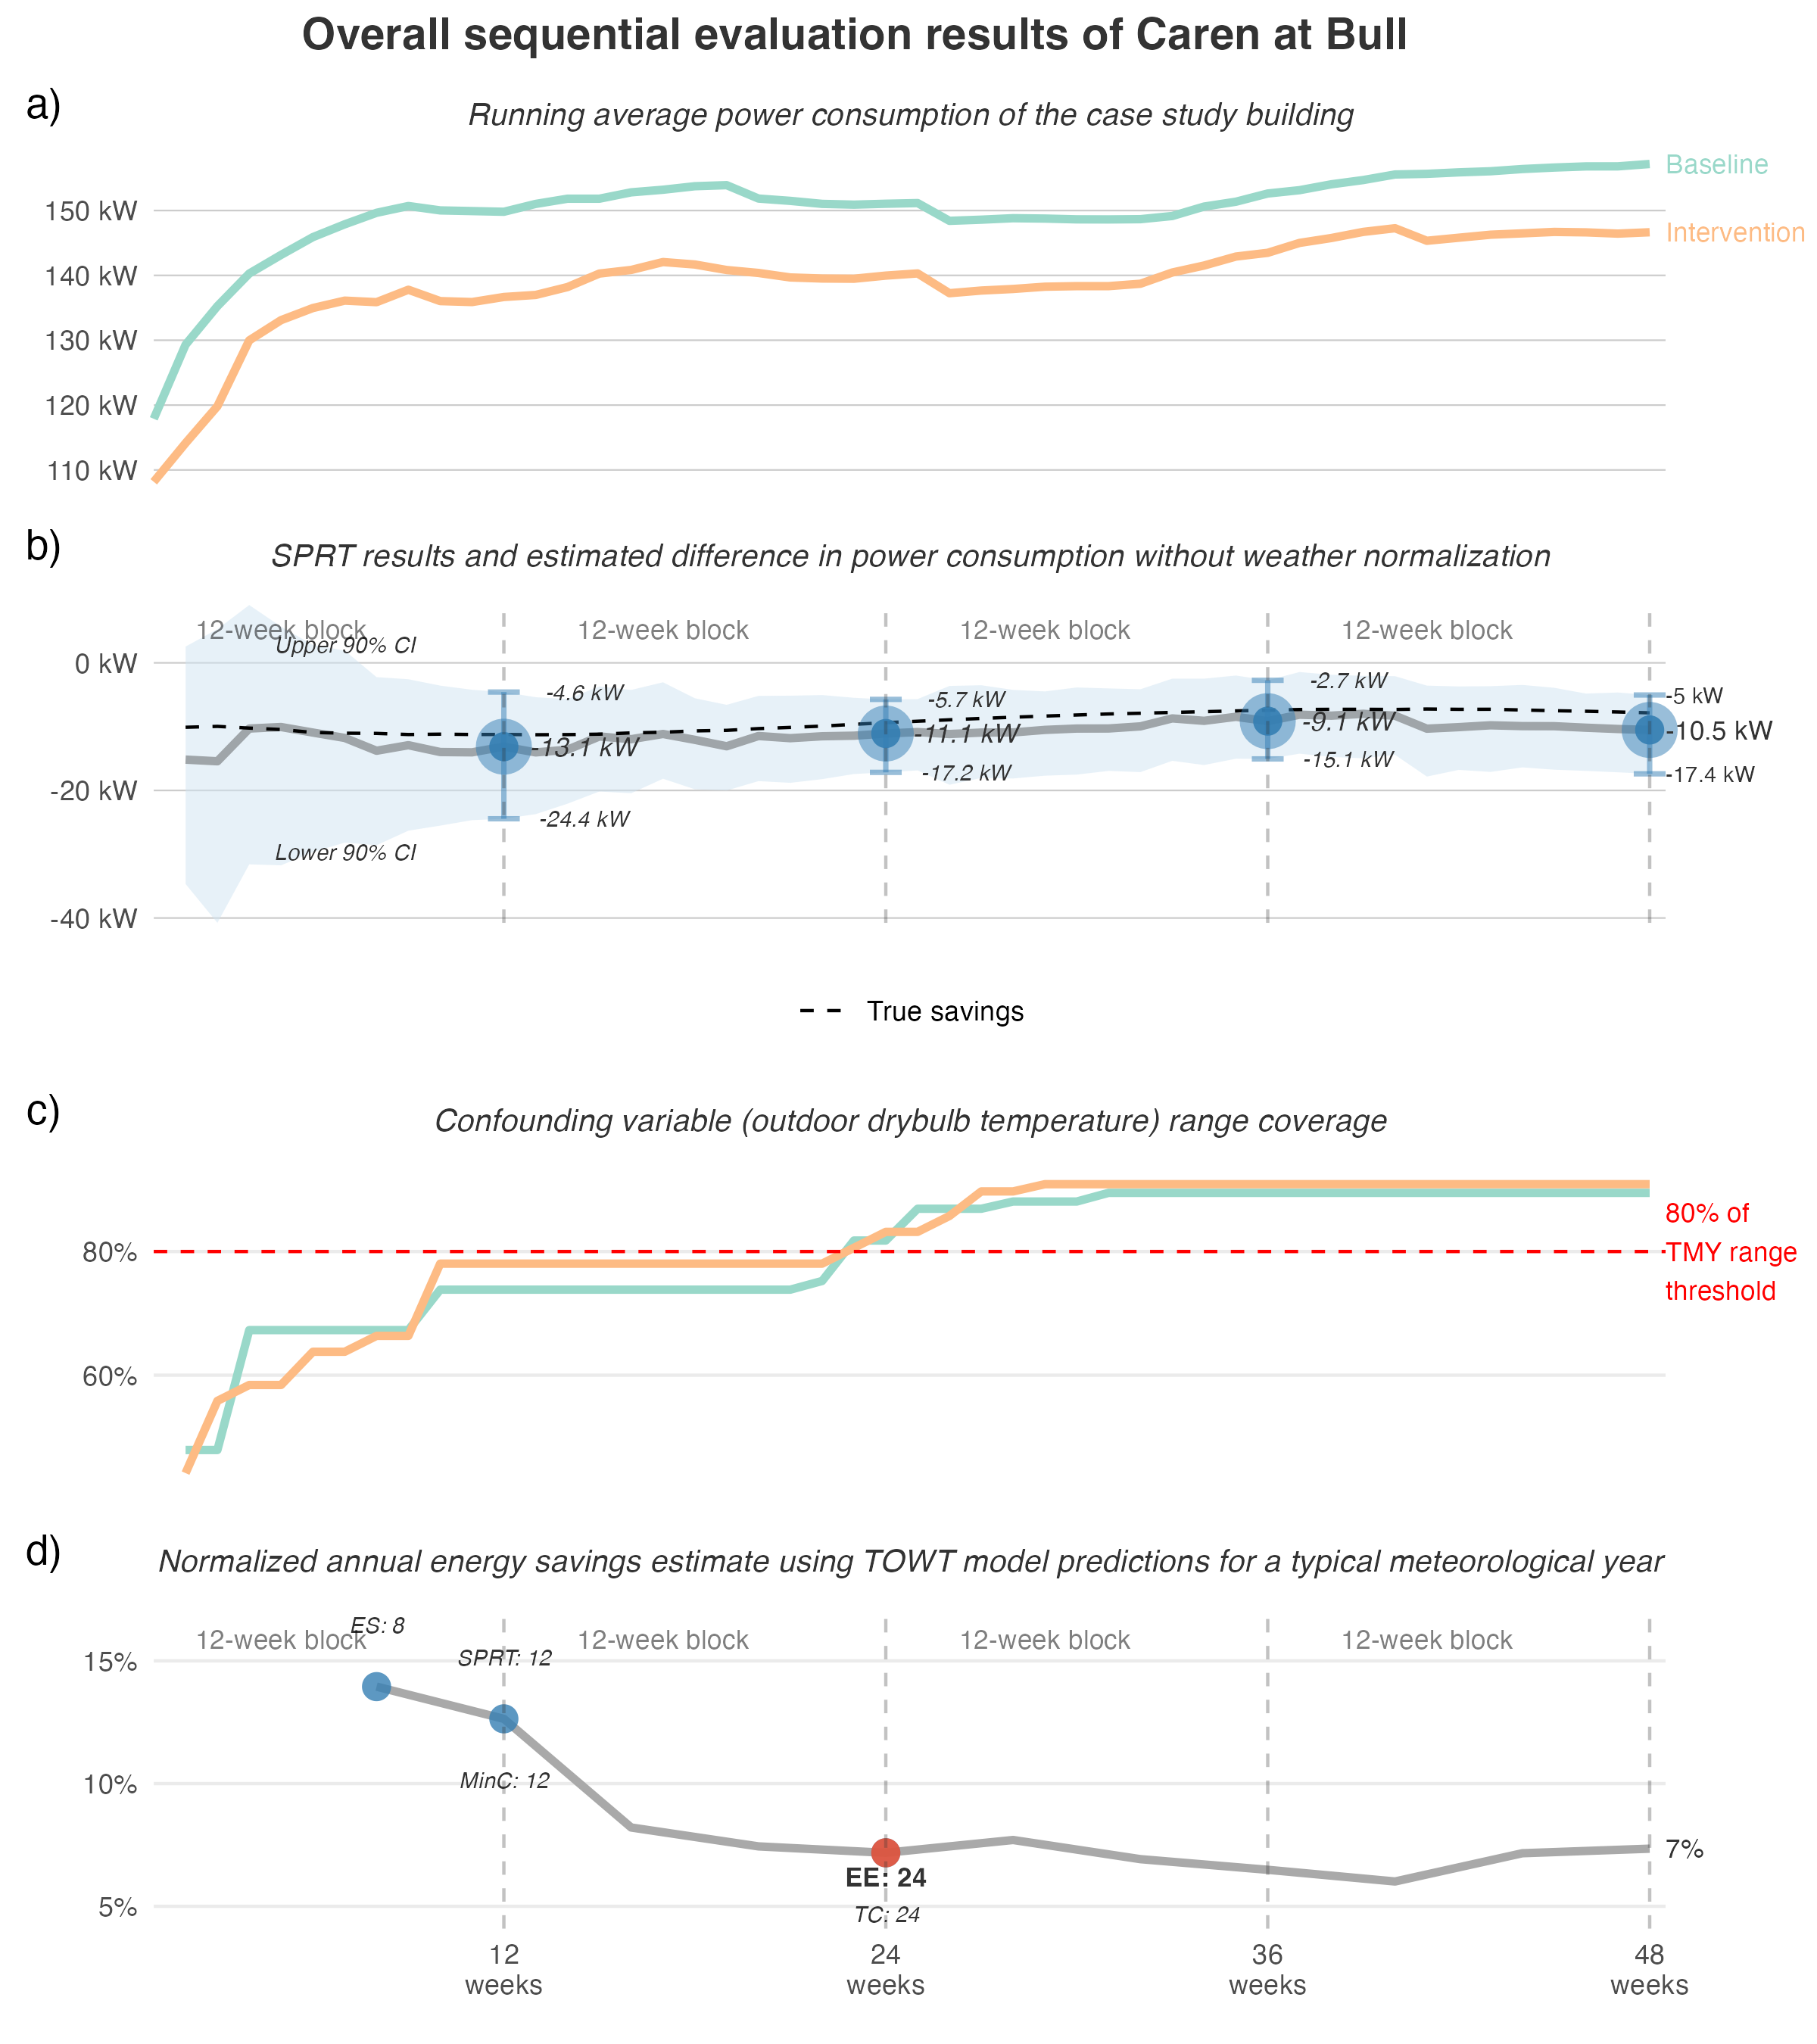 Overall sequential evaluation results of Caren at Bull
a)
Running average power consumption of the case study building
Baseline
150 kW
Intervention
140 kW
130 kW
120 kW
110 kW
b)
SPRT results and estimated difference in power consumption without weather normalization
12-week block
12-week block
12-week block
12-week block
Upper 90% CI
0 kW
-4.6 kW
-5.7 kW
-2.7 kW
-5 kW
-13.1 kW
-11.1 kW
-9.1 kW
-10.5 kW
-17.2 kW
-15.1 kW
-17.4 kW
-20 kW
-24.4 kW
Lower 90% CI
-40 kW
True savings
c)
Confounding variable (outdoor drybulb temperature) range coverage
80% of
TMY range
threshold
80%
60%
d)
Normalized annual energy savings estimate using TOWT model predictions for a typical meteorological year
ES: 8
12-week block
12-week block
12-week block
12-week block
SPRT: 12
15%
MinC: 12
10%
7%
EE: 24
TC: 24
5%
12
weeks
24
weeks
36
weeks
48
weeks